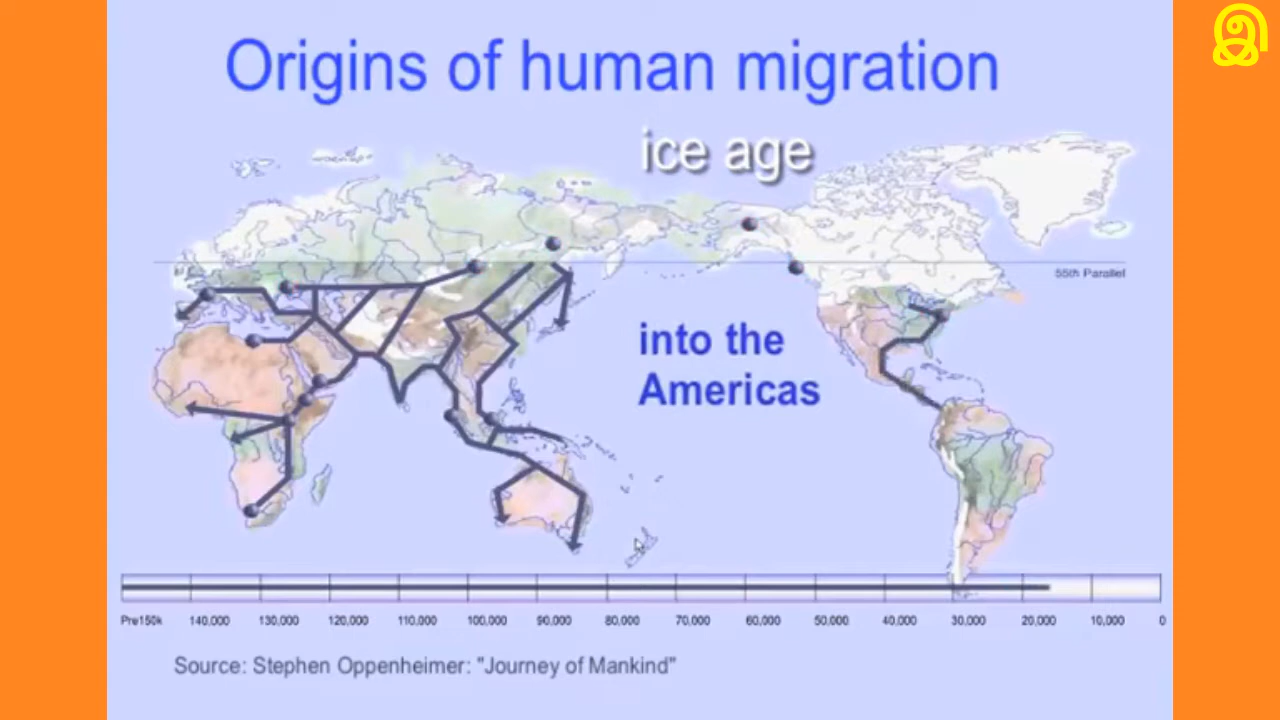 Origins of human migration
ice age
55th Parallel
into the
Americas
Pre150k 140,000 130,000 120,000 110,000 100,000 90,000 80,000 70,000 60,000 50,000 40,000 30,000 20,000 10,000 0
Source: Stephen Oppenheimer: "Journey of Mankind"